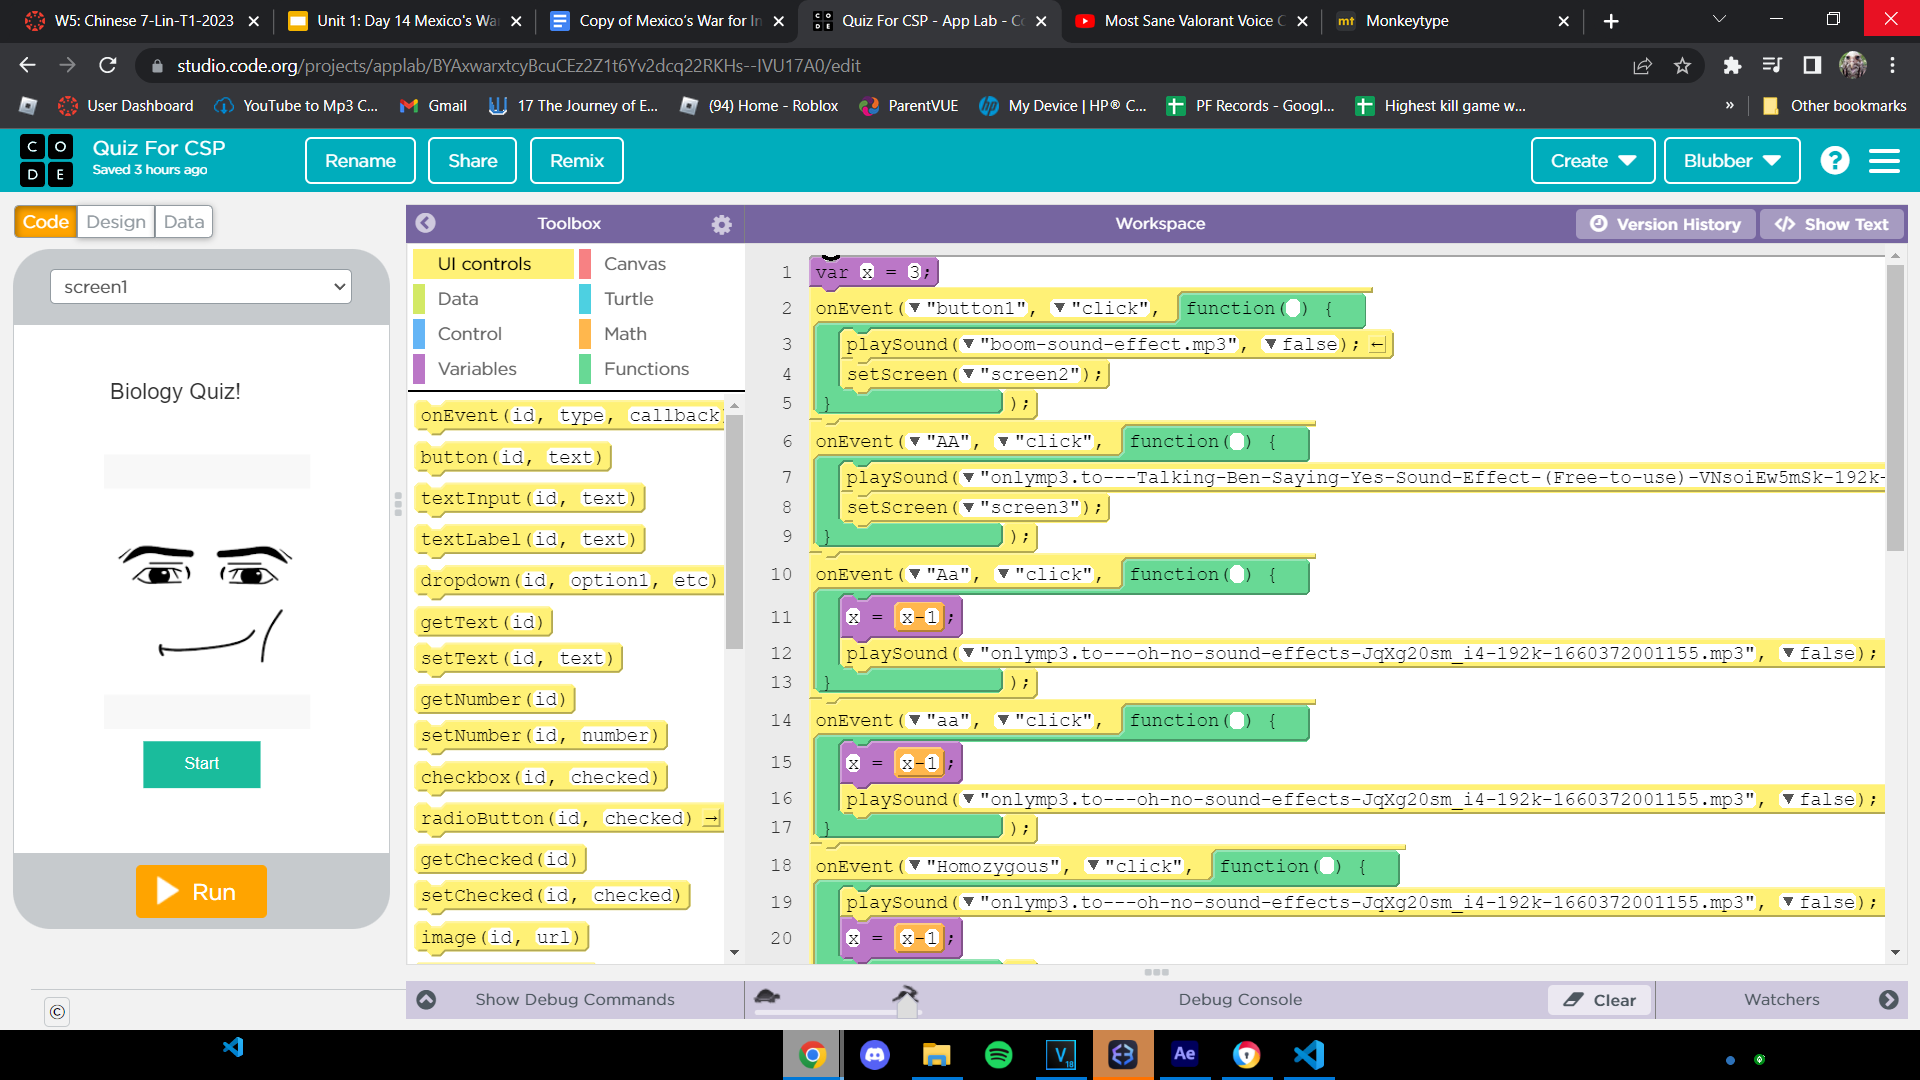 W5: Chinese 7-Lin-T1-2023
Unit 1: Day 14 Mexico's Wa
Copy of Mexico's War for In
Quiz For CSP - App Lab - Co
Most Sane Valorant Voice C
mt Monkeytype
studio.code.org/projects/applab/BYAxwarxtcyBcuCEz2Z1t6Yv2dcq22RKHs--IVU17A0/edit
User Dashboard
YouTube to Mp3 C...
Gmail
17 The Journey of E...
(94) Home - Roblox
ParentVUE
My Device | HP® C...
PF Records - Googl...
Highest kill game w...
»
Other bookmarks
C O
D E
Quiz For CSP
Saved 3 hours ago
Rename
Share
Remix
Create
Blubber
?
Code
Design
Data
screen1
Biology Quiz!
Start
Run
©
Toolbox
UI controls
Canvas
Data
Turtle
Control
Math
Variables
Functions
onEvent(id, type, callback)
button(id, text)
textInput(id, text)
textLabel(id, text)
dropdown(id, option1, etc)
getText(id)
setText(id, text)
getNumber(id)
setNumber(id, number)
checkbox(id, checked)
radioButton(id, checked) →
getChecked(id)
setChecked(id, checked)
image(id, url)
Workspace
Version History
</> Show Text
1 var x = 3;
2 onEvent(▼"button1", ▼"click", function() {
3 playSound(▼"boom-sound-effect.mp3", ▼false); ←
4 setScreen(▼"screen2");
5 } );
6 onEvent(▼"AA", ▼"click", function() {
7 playSound(▼"onlymp3.to---Talking-Ben-Saying-Yes-Sound-Effect-(Free-to-use)-VNsoiEw5mSk-192k-
8 setScreen(▼"screen3");
9 } );
10 onEvent(▼"Aa", ▼"click", function() {
11 x = x-1;
12 playSound(▼"onlymp3.to---oh-no-sound-effects-JqXg20sm_i4-192k-1660372001155.mp3", ▼false);
13 } );
14 onEvent(▼"aa", ▼"click", function() {
15 x = x-1;
16 playSound(▼"onlymp3.to---oh-no-sound-effects-JqXg20sm_i4-192k-1660372001155.mp3", ▼false);
17 } );
18 onEvent(▼"Homozygous", ▼"click", function() {
19 playSound(▼"onlymp3.to---oh-no-sound-effects-JqXg20sm_i4-192k-1660372001155.mp3", ▼false);
20 x = x-1;
Show Debug Commands
Debug Console
Clear
Watchers
V
18
Ae